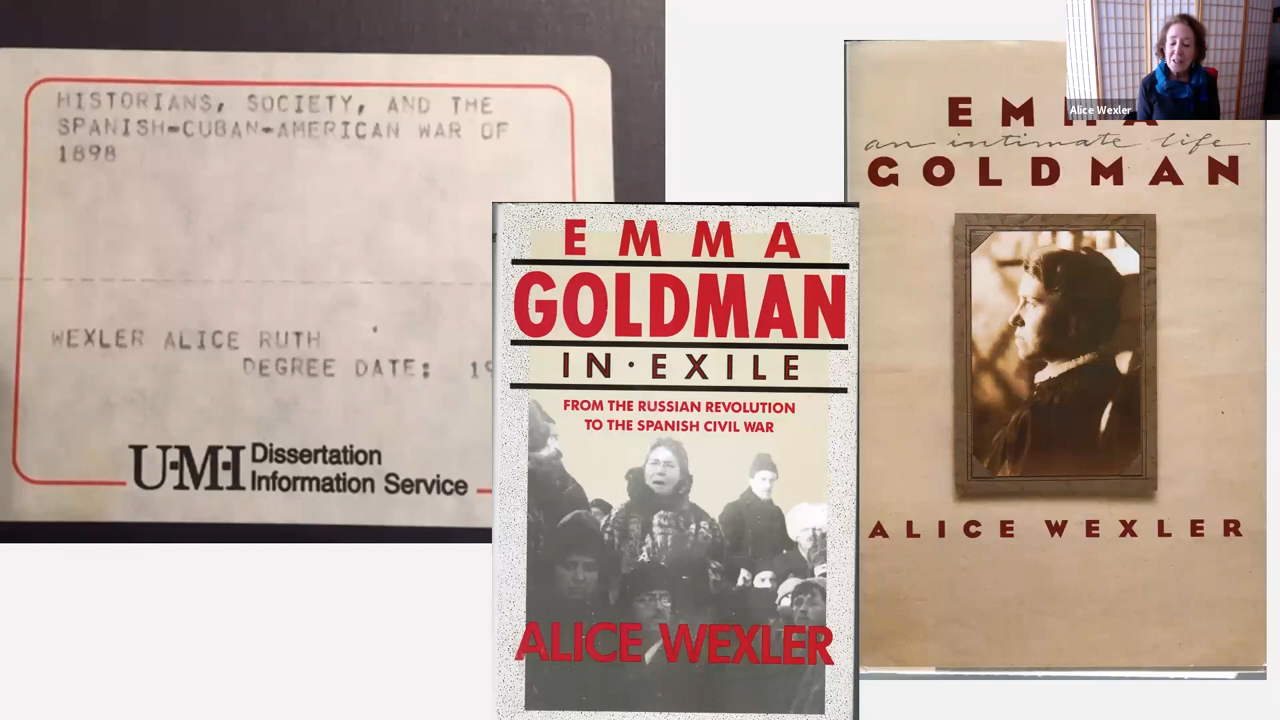 HISTORIANS, SOCIETY, AND THE
SPANISH-CUBAN-AMERICAN WAR OF
1898
WEXLER ALICE RUTH
DEGREE DATE: 19
U·M·I Dissertation
Information Service
EMMA
GOLDMAN
IN·EXILE
FROM THE RUSSIAN REVOLUTION
TO THE SPANISH CIVIL WAR
ALICE WEXLER
EMMA
an intimate life
GOLDMAN
ALICE WEXLER
Alice Wexler